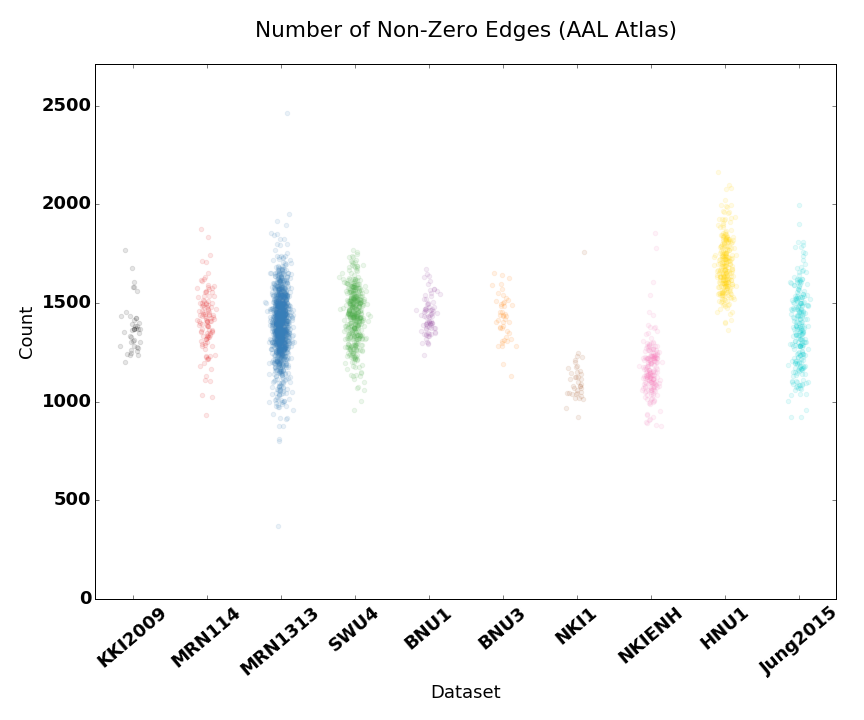 Number of Non-Zero Edges (AAL Atlas)
2500
2000
1500
1000
500
0
Count
KKI2009
MRN114
MRN1313
SWU4
BNU1
BNU3
NKI1
NKIENH
HNU1
Jung2015
Dataset